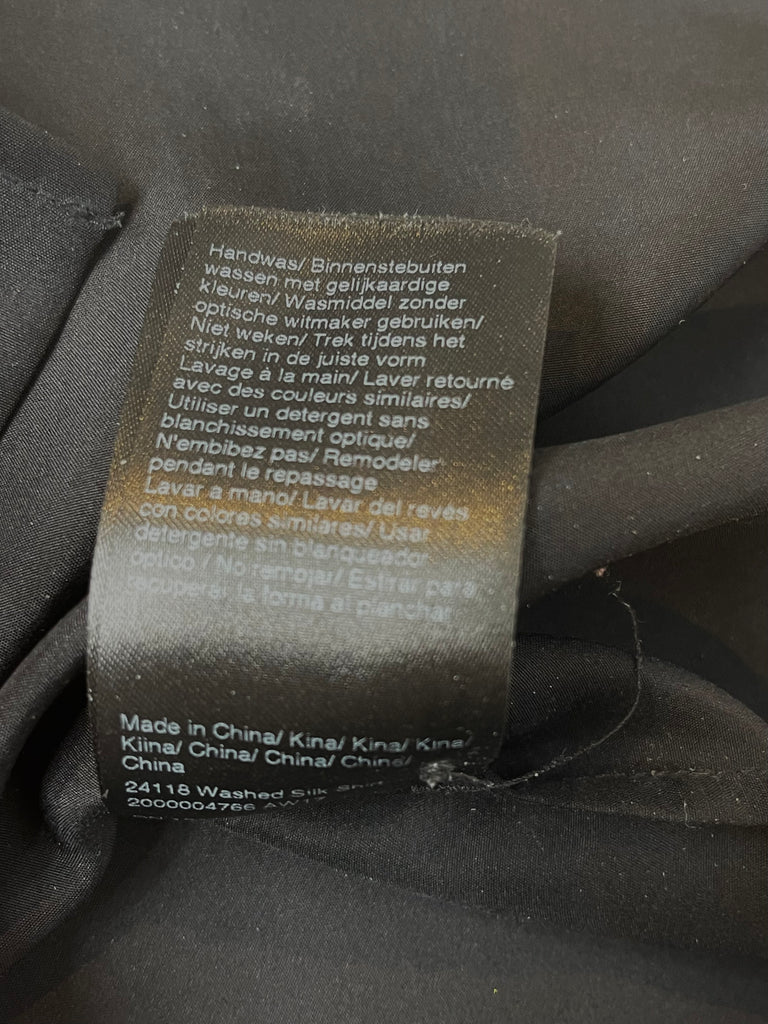 Handwas/ Binnenstebuiten
wassen met gelijkaardige
kleuren/ Wasmiddel zonder
optische witmaker gebruiken/
Niet weken/ Trek tijdens het
strijken in de juiste vorm
Lavage à la main/ Laver retourné
avec des couleurs similaires/
Utiliser un detergent sans
blanchissement optique/
N'embibez pas/ Remodeler
pendant le repassage
Lavar a mano/ Lavar del revés
con colores similares/ Usar
detergente sin blanqueador
óptico / No remojar/ Estirar para
recuperar la forma al planchar
Made in China/ Kina/ Kina/ Kina/
Kiina/ China/ China/ China/
China
24118 Washed Silk
2000004766